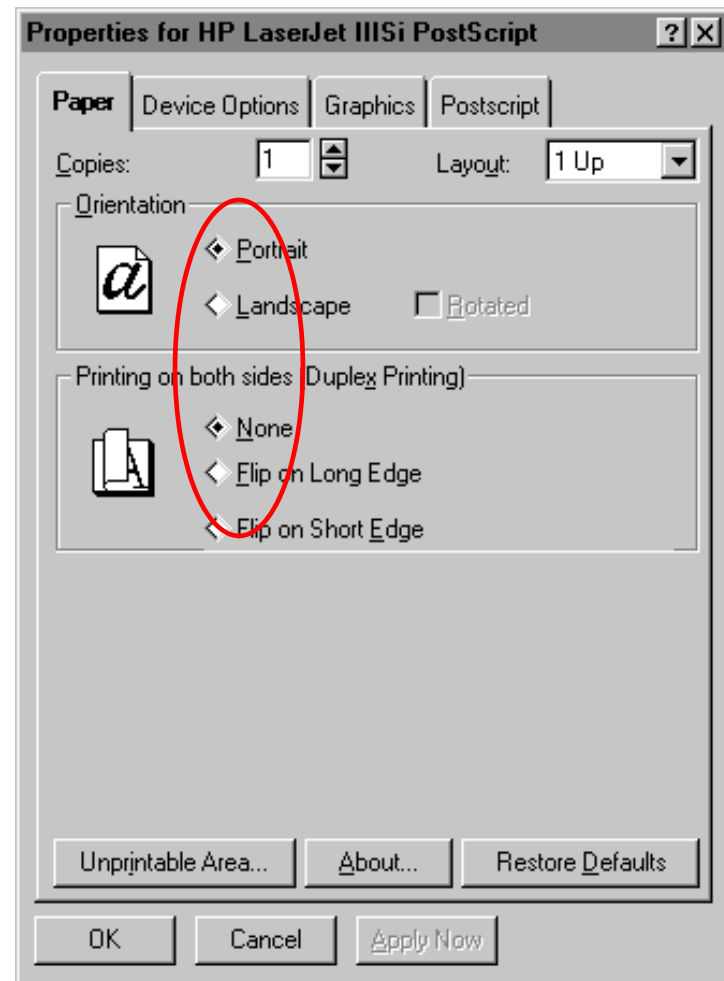 Properties for HP LaserJet IIISi PostScript
Paper Device Options Graphics Postscript
Copies: 1 Layout: 1 Up
Orientation
a Portrait
Landscape Rotated
Printing on both sides (Duplex Printing)
None
A Flip on Long Edge
Flip on Short Edge
Unprintable Area... About... Restore Defaults
OK Cancel Apply Now